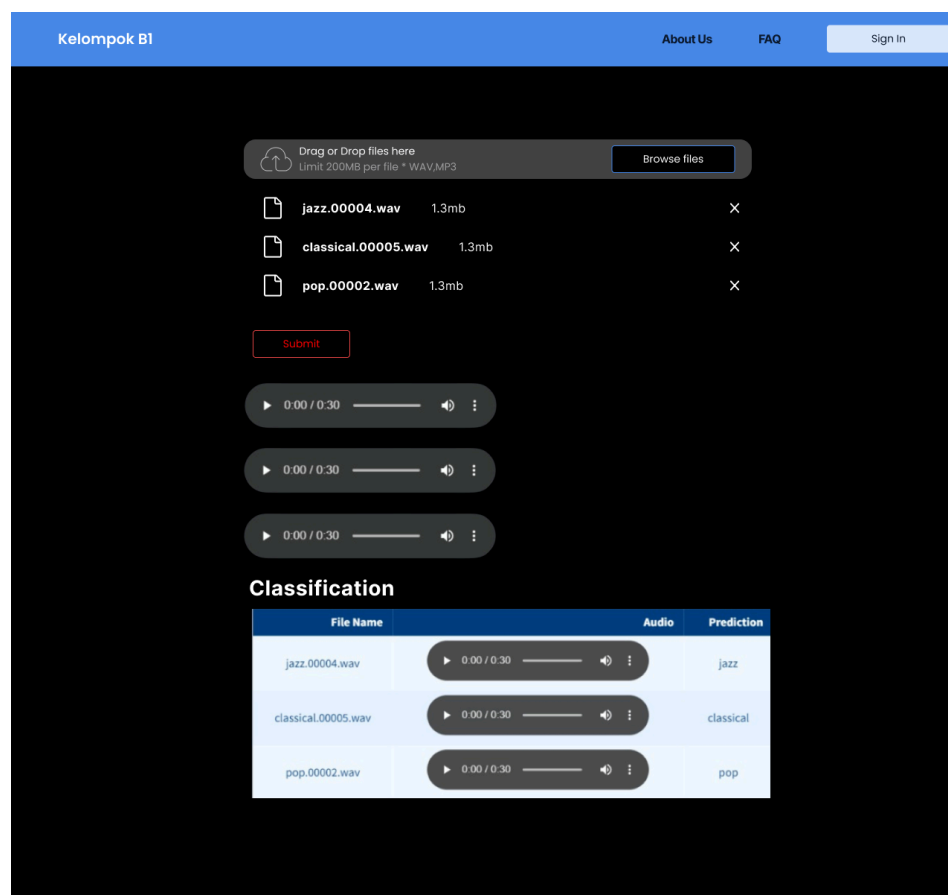 Kelompok B1 About Us FAQ Sign In
Drag or Drop files here
Limit 200MB per file * WAV,MP3
Browse files
jazz.00004.wav 1.3mb X
classical.00005.wav 1.3mb X
pop.00002.wav 1.3mb X
Submit
0:00 / 0:30
0:00 / 0:30
0:00 / 0:30
Classification
File Name Audio Prediction
jazz.00004.wav 0:00 / 0:30 jazz
classical.00005.wav 0:00 / 0:30 classical
pop.00002.wav 0:00 / 0:30 pop